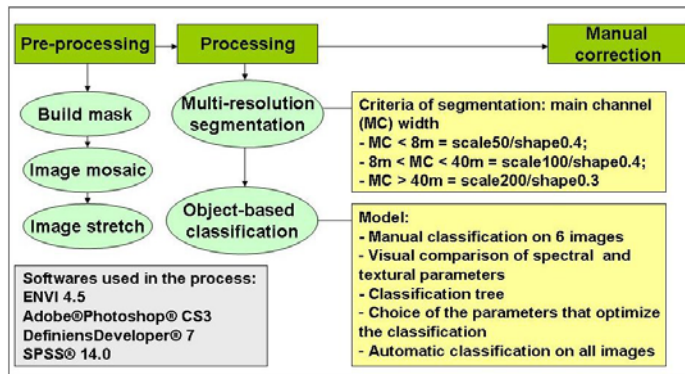 Pre-processing
Processing
Manual
correction
Build mask
Image mosaic
Image stretch
Multi-resolution
segmentation
Object-based
classification
Criteria of segmentation: main channel
(MC) width
- MC < 8m = scale50/shape0.4;
- 8m < MC < 40m = scale100/shape0.4;
- MC > 40m = scale200/shape0.3
Model:
- Manual classification on 6 images
- Visual comparison of spectral and
textural parameters
- Classification tree
- Choice of the parameters that optimize
the classification
- Automatic classification on all images
Softwares used in the process:
ENVI 4.5
Adobe®Photoshop® CS3
DefiniensDeveloper® 7
SPSS® 14.0